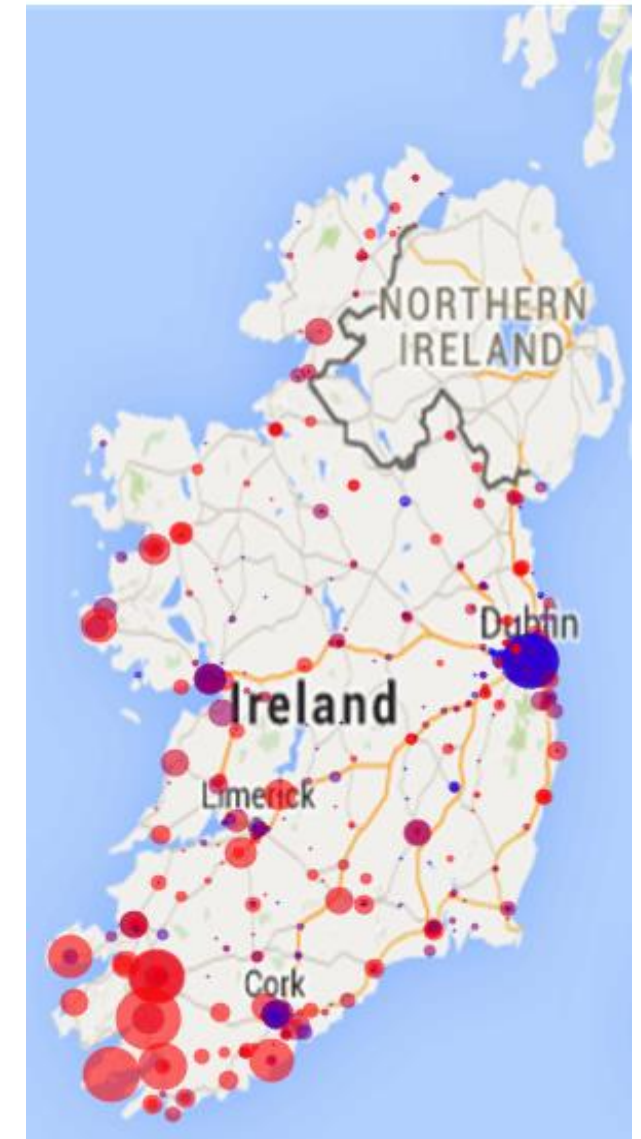 NORTHERN
IRELAND
Dublin
Ireland
Limerick
Cork